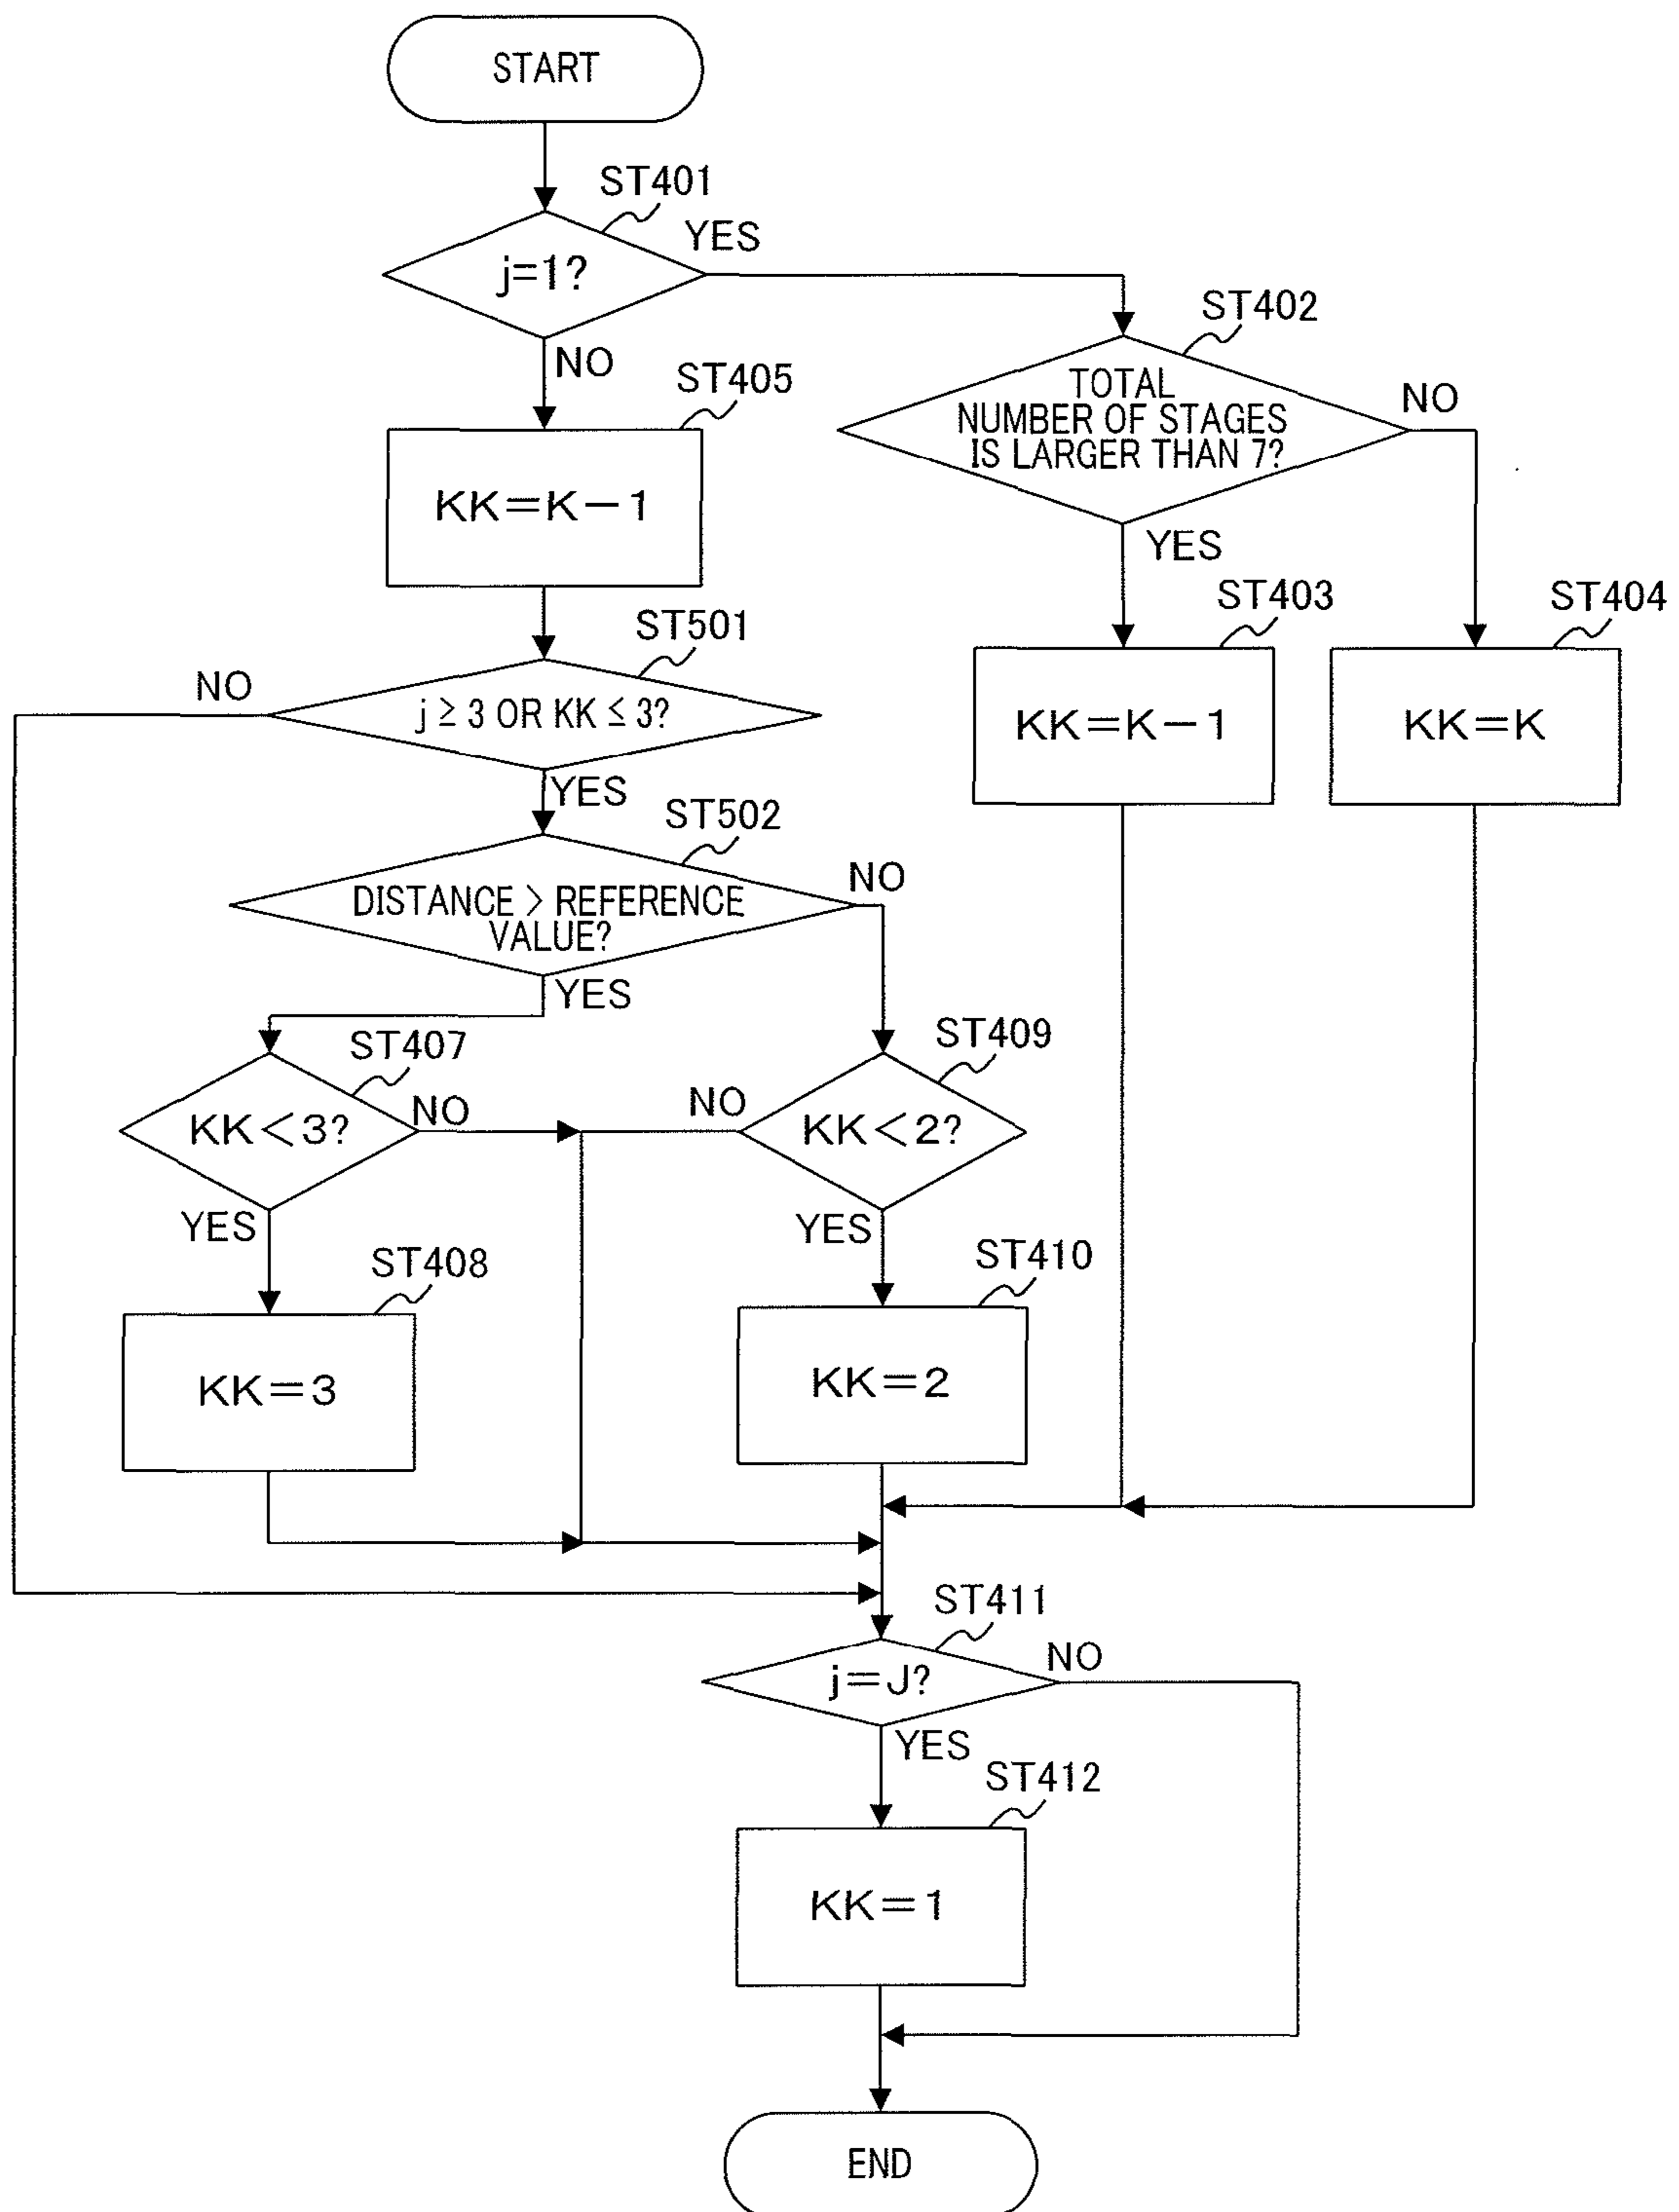 START
ST401
YES
j=1?
ST402
NO
ST405
TOTAL
NUMBER OF STAGES
IS LARGER THAN 7?
NO
KK=K-1
YES
ST403
ST404
ST501
NO
j ≥ 3 OR KK ≤ 3?
KK=K-1
KK=K
YES
ST502
NO
DISTANCE > REFERENCE
VALUE?
YES
ST407
ST409
NO
NO
KK<3?
KK<2?
YES
YES
ST408
ST410
KK=3
KK=2
ST411
NO
j=J?
YES
ST412
KK=1
END